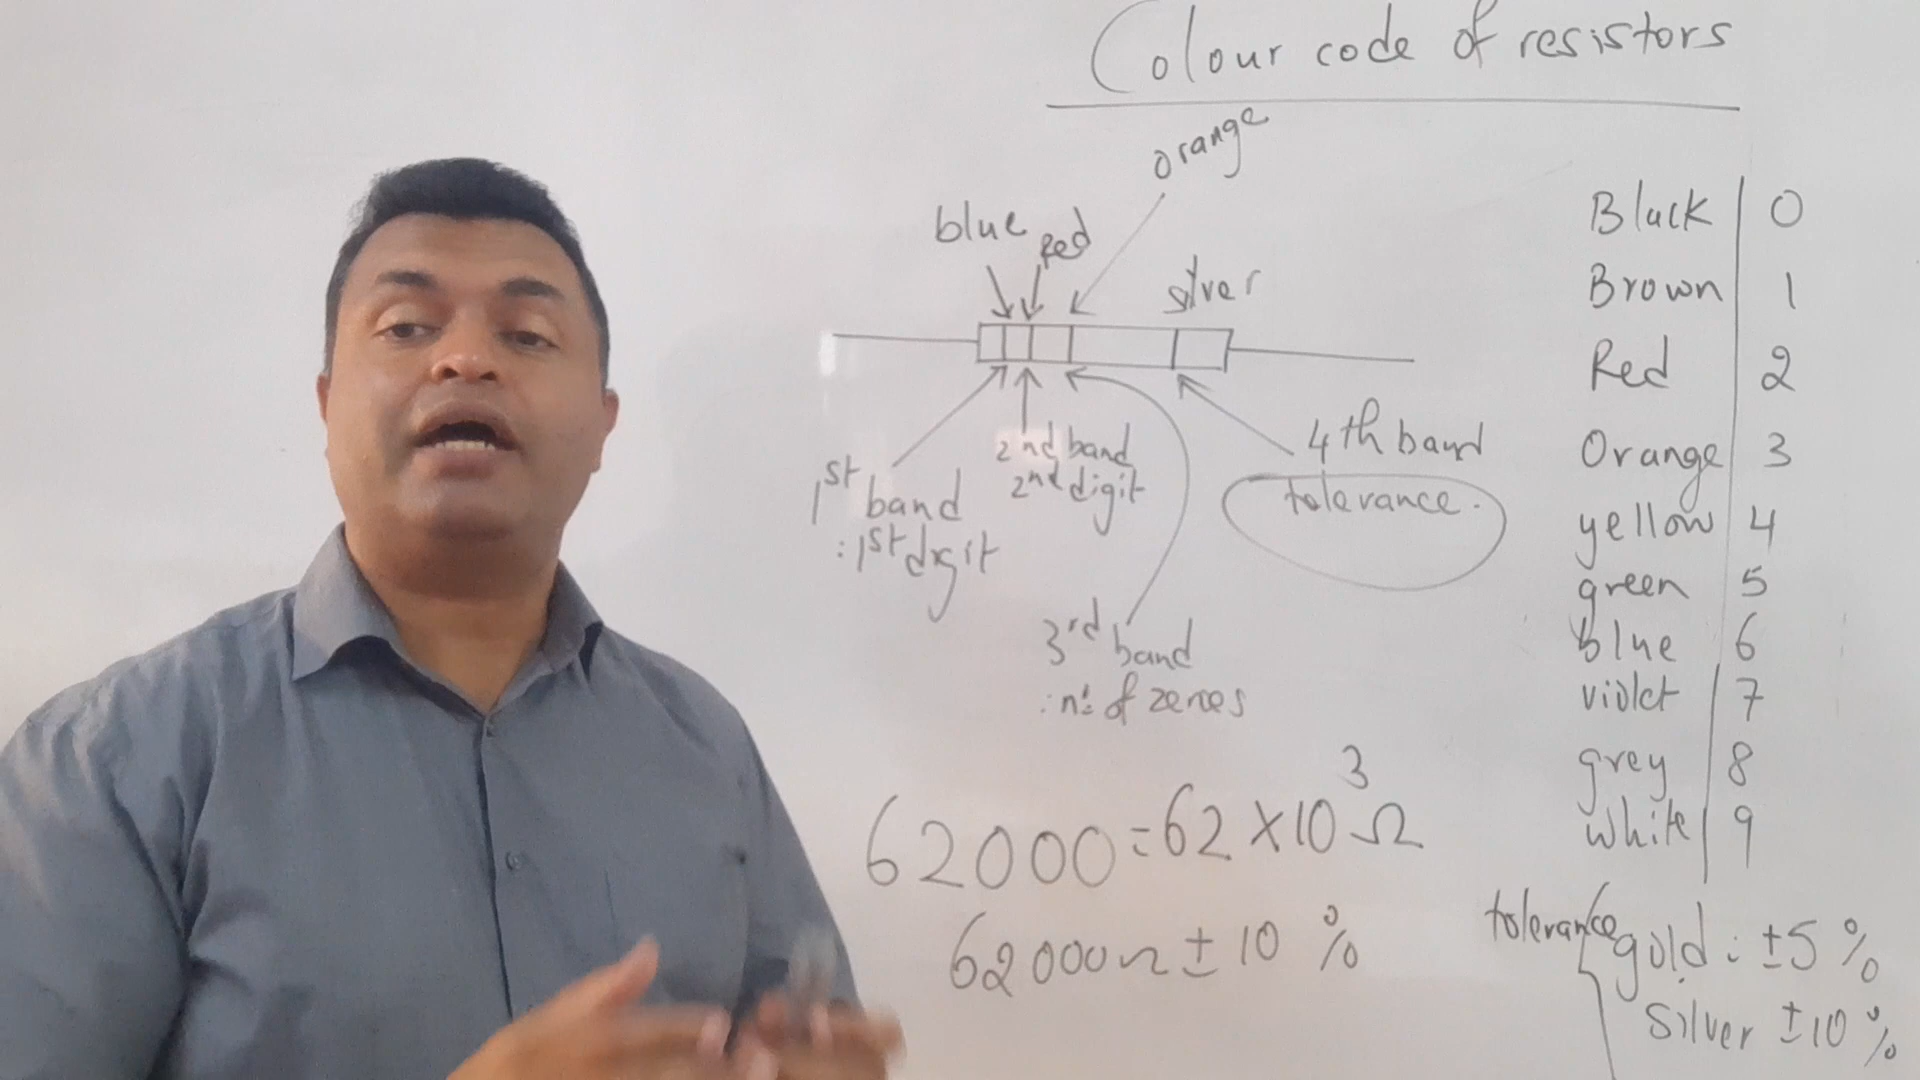 Colour code of resistors
orange
blue
Red
silver
1st band
: 1st digit
2nd band
2nd digit
3rd band
: nº of zeroes
4th band
tolerance.
62000 = 62 × 10³ Ω
62000Ω ± 10 %
Black | 0
Brown | 1
Red | 2
Orange | 3
yellow | 4
green | 5
blue | 6
violet | 7
grey | 8
white | 9
tolerance
gold : ±5 %
Silver ±10 %